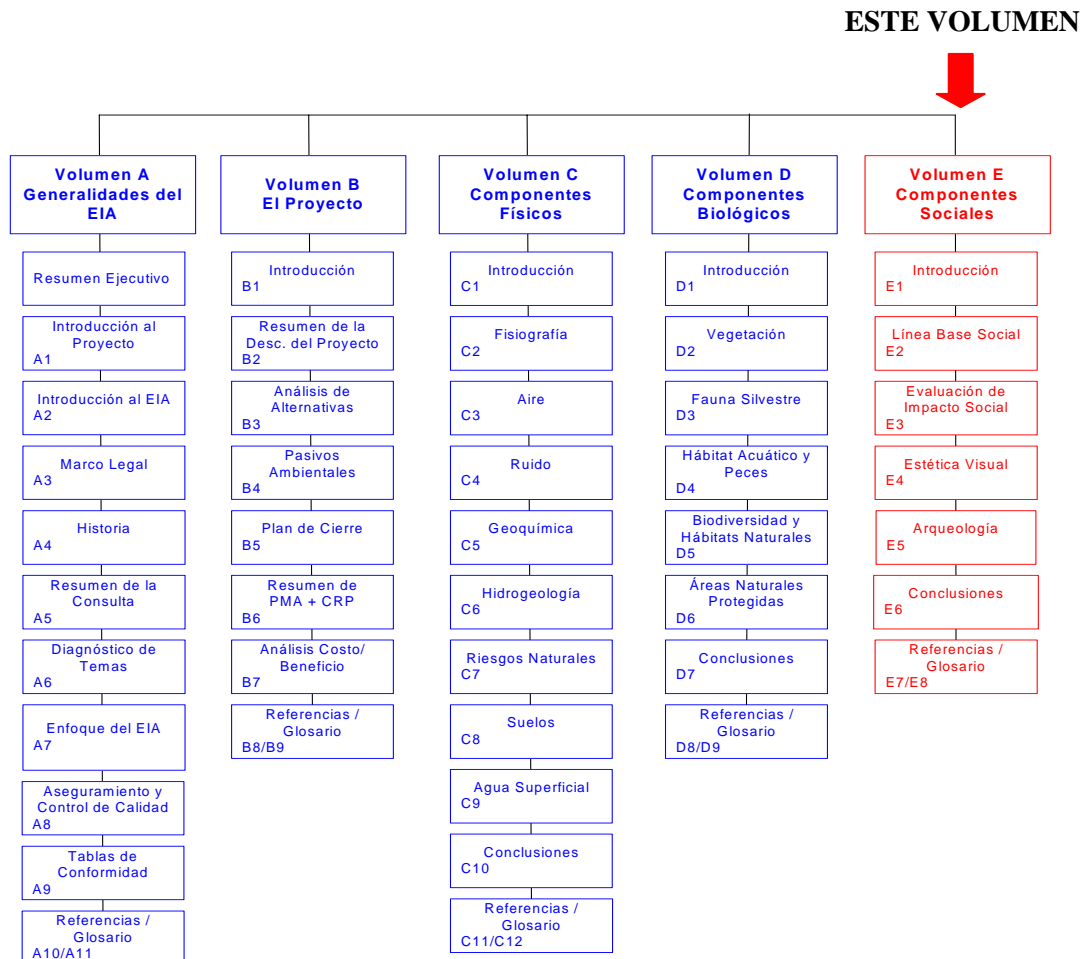 ESTE VOLUMEN
Volumen A
Generalidades del
EIA
Resumen Ejecutivo
Introducción al
Proyecto
A1
Introducción al EIA
A2
Marco Legal
A3
Historia
A4
Resumen de la
Consulta
A5
Diagnóstico de
Temas
A6
Enfoque del EIA
A7
Aseguramiento y
Control de Calidad
A8
Tablas de
Conformidad
A9
Referencias /
Glosario
A10/A11
Volumen B
El Proyecto
Introducción
B1
Resumen de la
Desc. del Proyecto
B2
Análisis de
Alternativas
B3
Pasivos
Ambientales
B4
Plan de Cierre
B5
Resumen de
PMA + CRP
B6
Análisis Costo/
Beneficio
B7
Referencias /
Glosario
B8/B9
Volumen C
Componentes
Físicos
Introducción
C1
Fisiografía
C2
Aire
C3
Ruido
C4
Geoquímica
C5
Hidrogeología
C6
Riesgos Naturales
C7
Suelos
C8
Agua Superficial
C9
Conclusiones
C10
Referencias /
Glosario
C11/C12
Volumen D
Componentes
Biológicos
Introducción
D1
Vegetación
D2
Fauna Silvestre
D3
Hábitat Acuático y
Peces
D4
Biodiversidad y
Hábitats Naturales
D5
Áreas Naturales
Protegidas
D6
Conclusiones
D7
Referencias /
Glosario
D8/D9
Volumen E
Componentes
Sociales
Introducción
E1
Línea Base Social
E2
Evaluación de
Impacto Social
E3
Estética Visual
E4
Arqueología
E5
Conclusiones
E6
Referencias /
Glosario
E7/E8